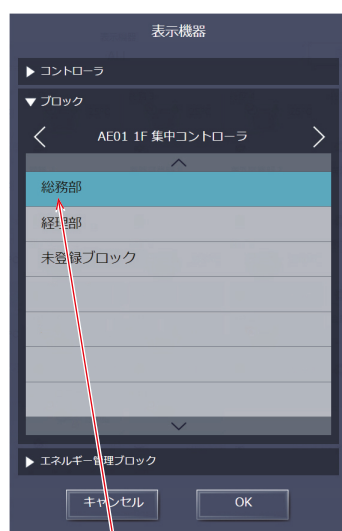 表示機器
▶ コントローラ
▼ ブロック
AE01 1F 集中コントローラ
総務部
経理部
未登録ブロック
▶ エネルギー管理ブロック
キャンセル OK